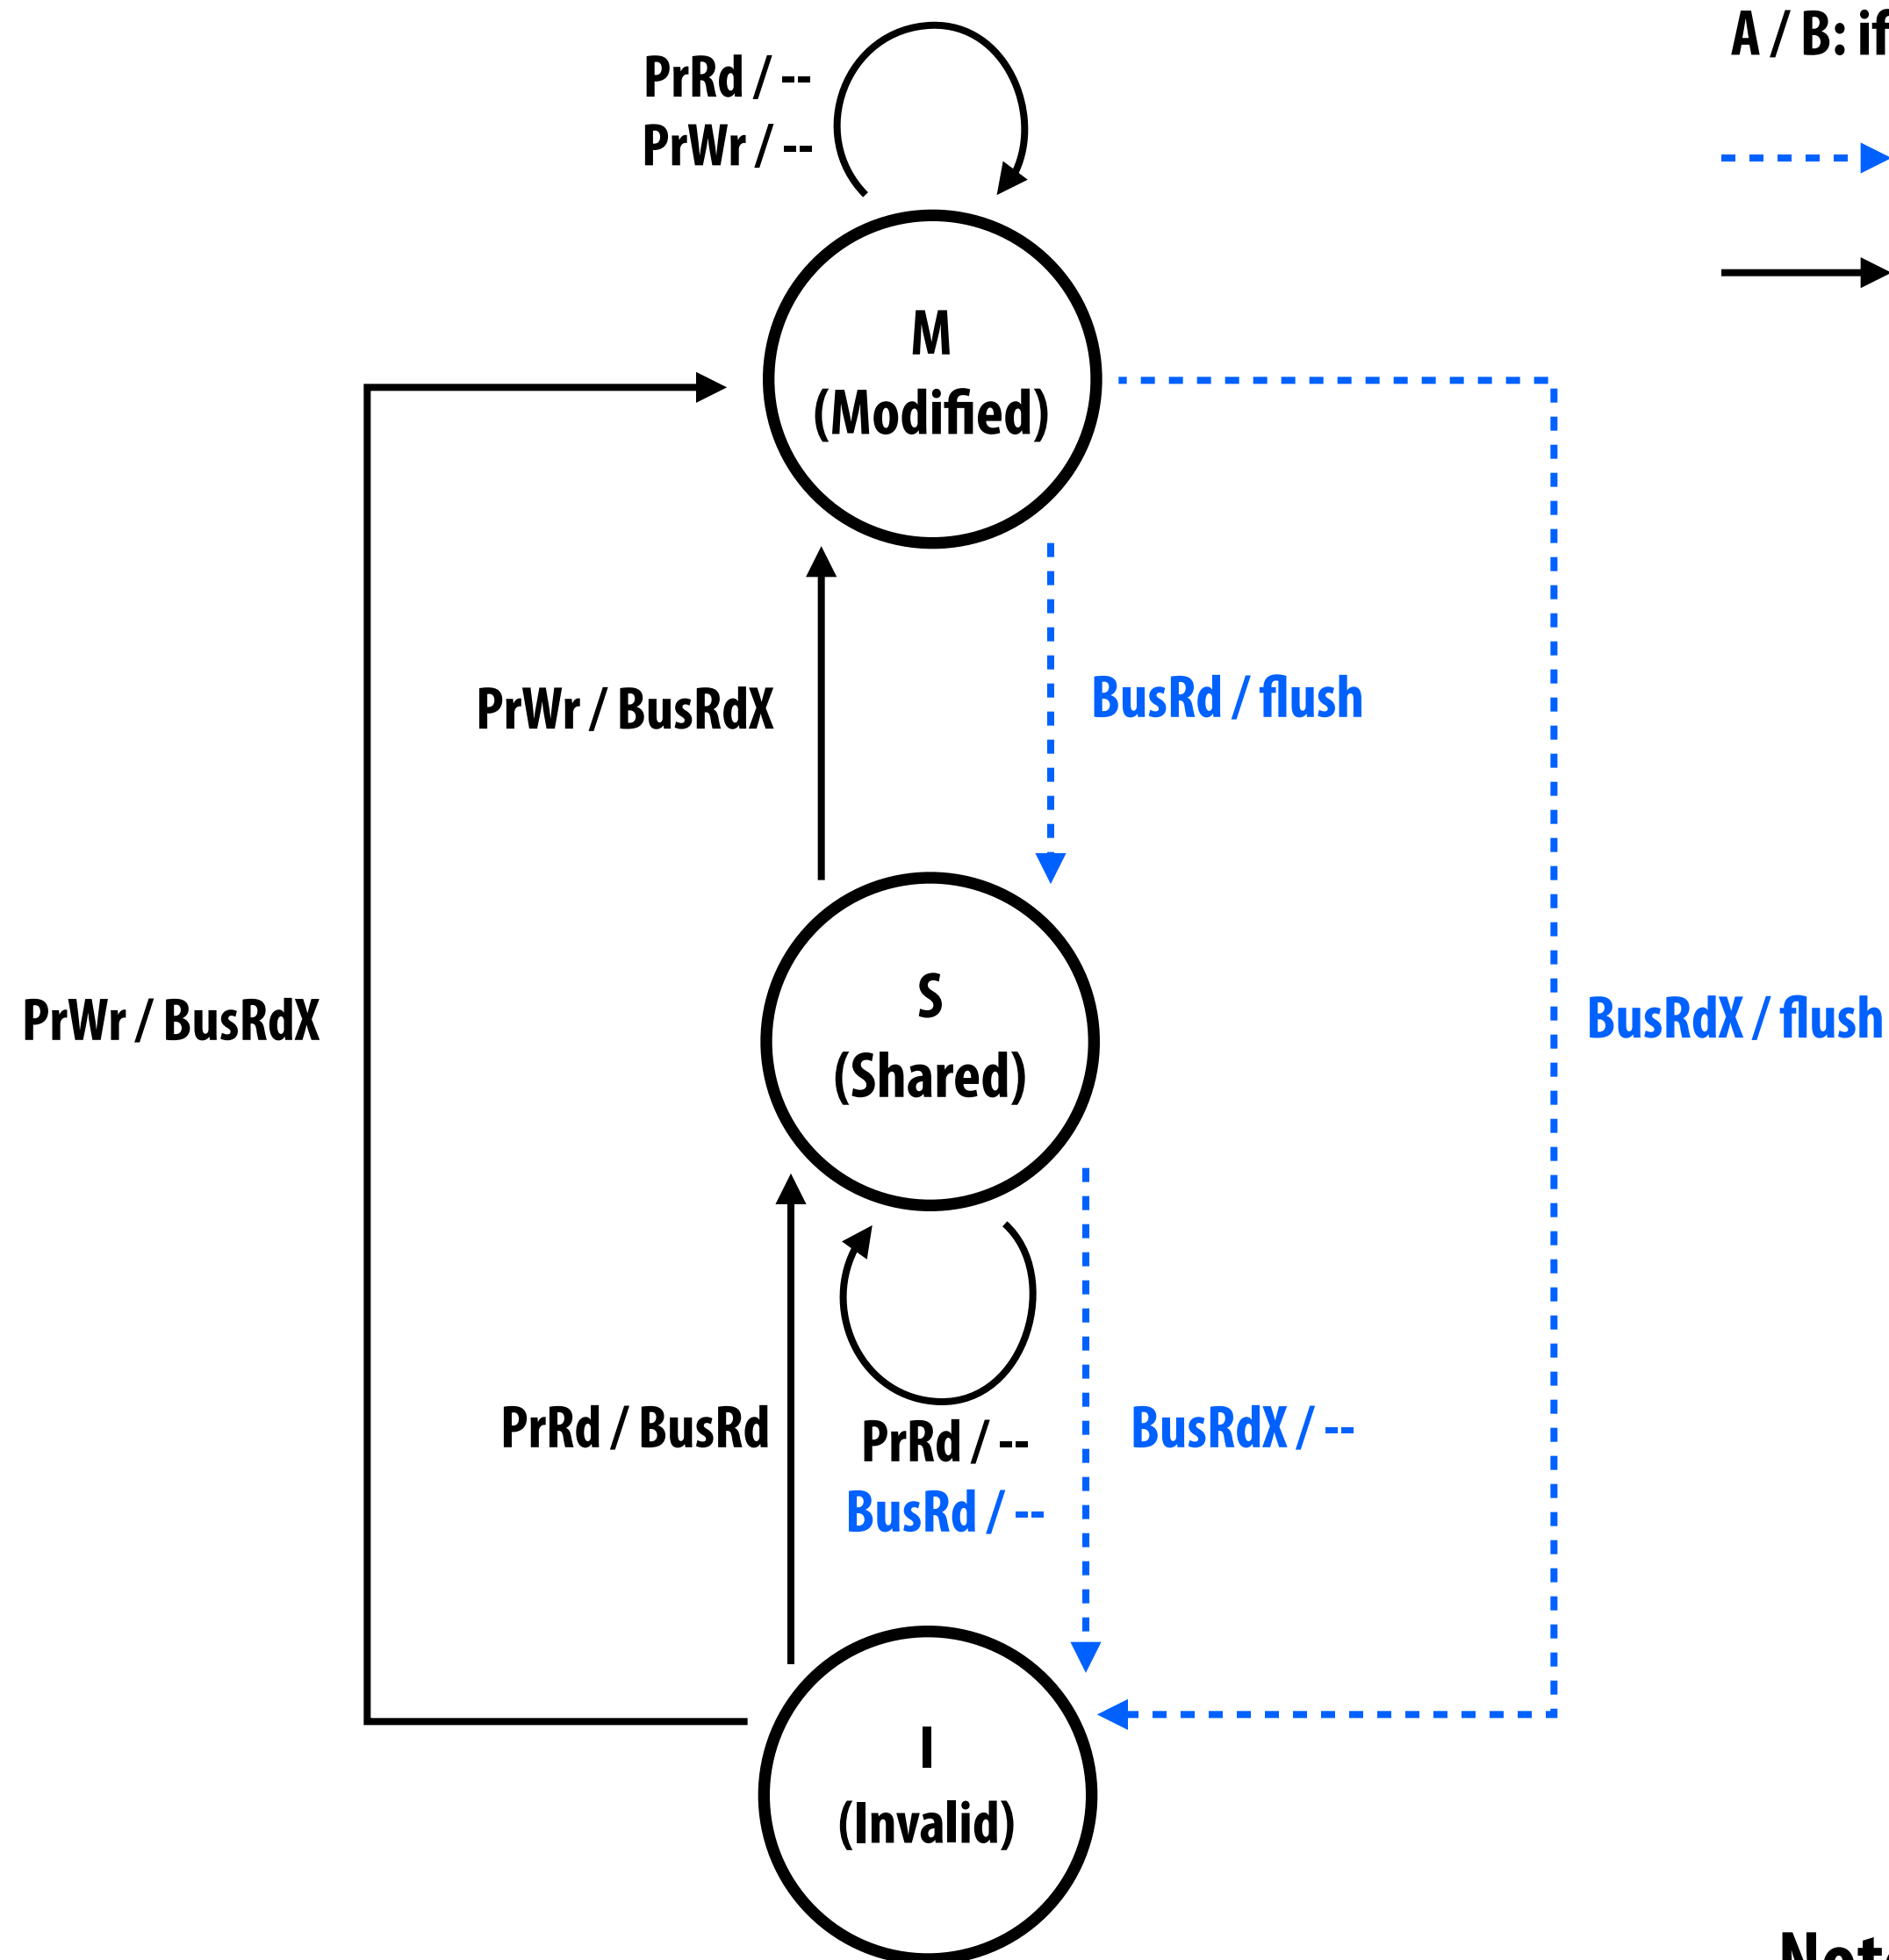 A / B: if
PrRd / --
PrWr / --
M
(Modified)
PrWr / BusRdX
BusRd / flush
S
(Shared)
PrWr / BusRdX
BusRdX / flush
PrRd / BusRd
PrRd / --
BusRd / --
BusRdX / --
I
(Invalid)